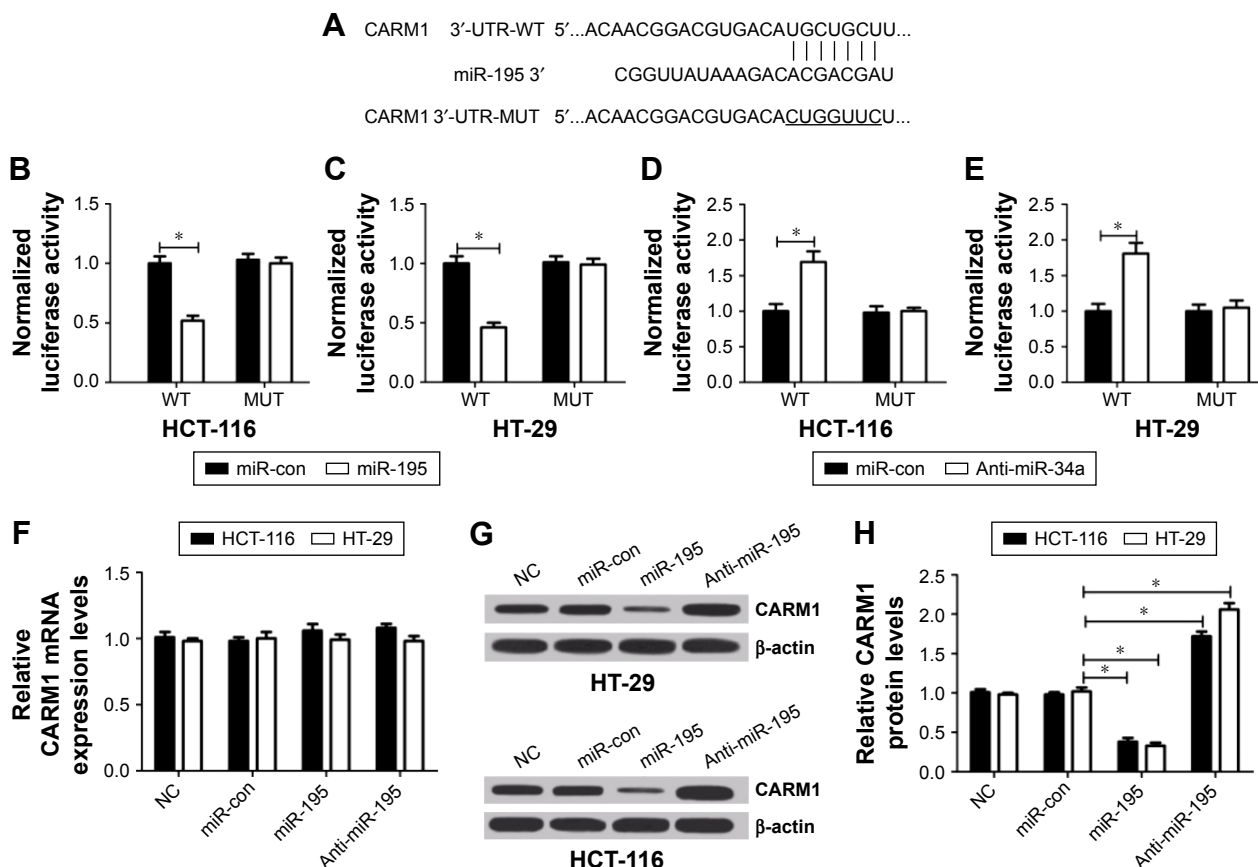 A
CARM1 3′-UTR-WT 5′...ACAACGGACGUGACAUGCUGCUU...
miR-195 3′ CGGUUAUAAAGACACGACGAU
CARM1 3′-UTR-MUT 5′...ACAACGGACGUGACACUGGUUCU...
B
Normalized
luciferase activity
1.5
1.0
0.5
0.0
*
WT MUT
HCT-116
C
Normalized
luciferase activity
1.5
1.0
0.5
0.0
*
WT MUT
HT-29
miR-con miR-195
D
Normalized
luciferase activity
2.5
2.0
1.5
1.0
0.5
0.0
*
WT MUT
HCT-116
E
Normalized
luciferase activity
2.5
2.0
1.5
1.0
0.5
0.0
*
WT MUT
HT-29
miR-con Anti-miR-34a
F
HCT-116 HT-29
Relative
CARM1 mRNA
expression levels
1.5
1.0
0.5
0.0
NC miR-con miR-195 Anti-miR-195
G
NC miR-con miR-195 Anti-miR-195
CARM1
β-actin
HT-29
NC miR-con miR-195 Anti-miR-195
CARM1
β-actin
HCT-116
H
HCT-116 HT-29
Relative CARM1
protein levels
2.5
2.0
1.5
1.0
0.5
0.0
*
*
*
*
NC miR-con miR-195 Anti-miR-195